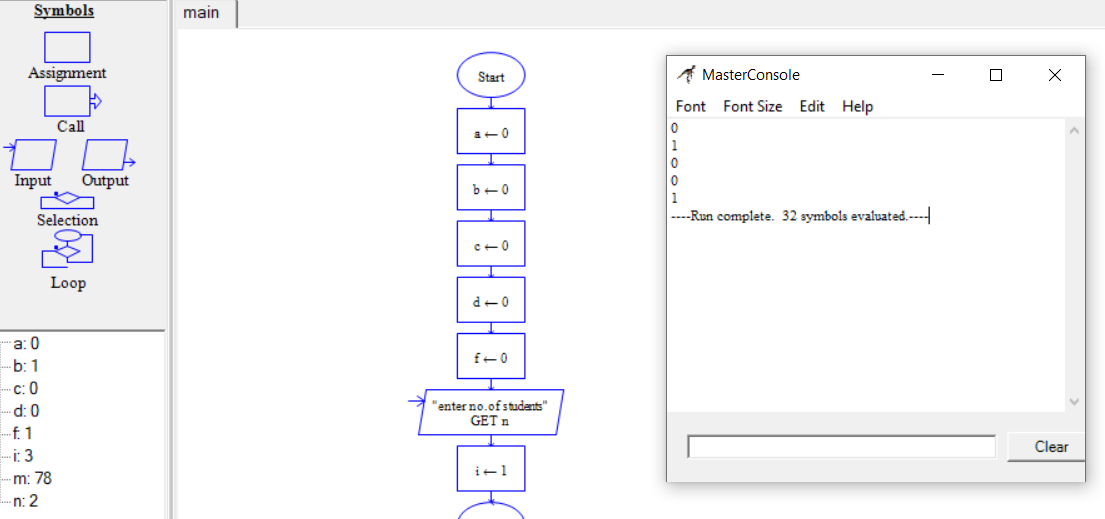 Symbols
Assignment
Call
Input Output
Selection
Loop
a: 0
b: 1
c: 0
d: 0
f: 1
i: 3
m: 78
n: 2
main
Start
a ← 0
b ← 0
c ← 0
d ← 0
f ← 0
"enter no.of students"
GET n
i ← 1
MasterConsole
Font Font Size Edit Help
0
1
0
0
1
----Run complete. 32 symbols evaluated.----
Clear